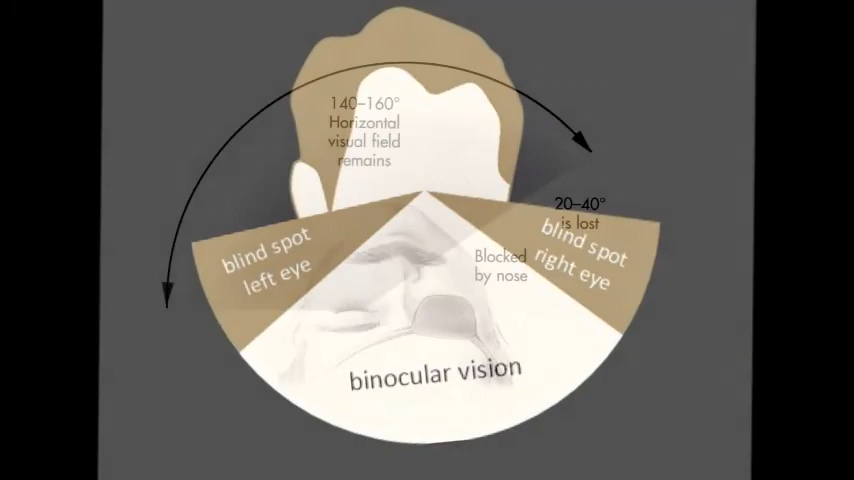 140–160°
Horizontal
visual field
remains
20–40°
is lost
blind spot
left eye
blind spot
right eye
Blocked
by nose
binocular vision